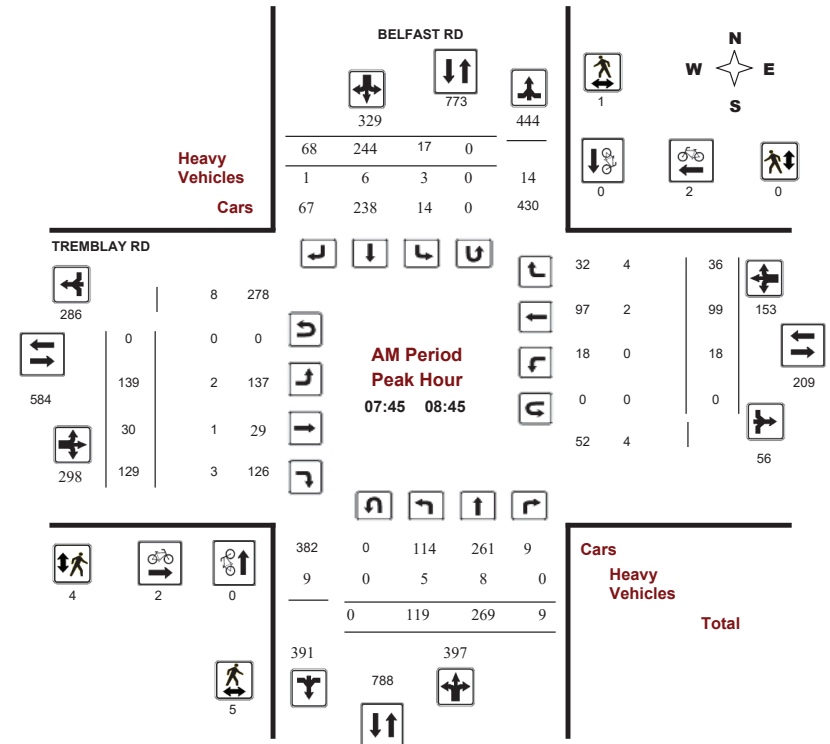 BELFAST RD
N
W E
S
773
1
329 444
68 244 17 0
Heavy
Vehicles
1 6 3 0 14
Cars
67 238 14 0 430
0 2 0
TREMBLAY RD
286
8 278
32 4 36
153
0 0 0
97 2 99
584
139 2 137
18 0 18
209
AM Period
Peak Hour
07:45 08:45
0 0 0
30 1 29
298
129 3 126
52 4
56
382 0 114 261 9
Cars
9 0 5 8 0
Heavy
Vehicles
0 119 269 9
Total
4 2 0
391 397
788
5